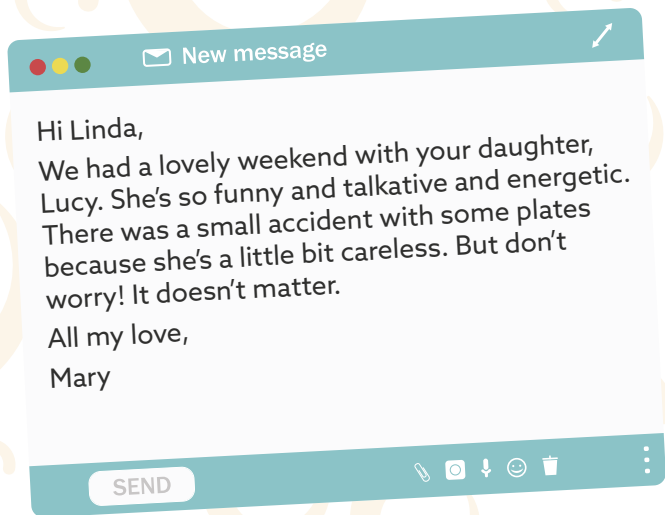 New message
Hi Linda,
We had a lovely weekend with your daughter,
Lucy. She's so funny and talkative and energetic.
There was a small accident with some plates
because she's a little bit careless. But don't
worry! It doesn't matter.
All my love,
Mary
SEND